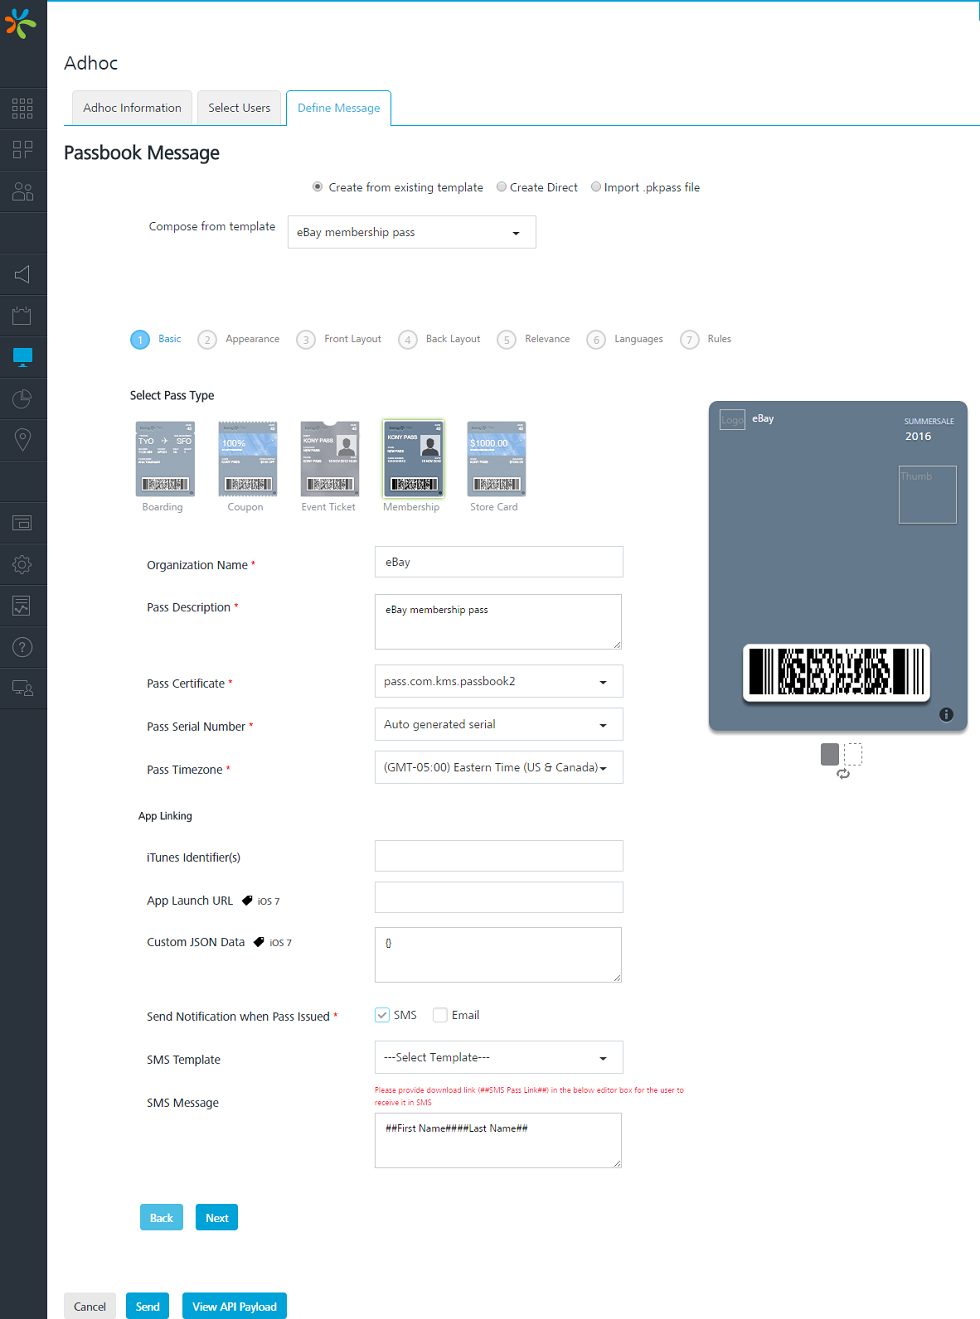 Adhoc
Adhoc Information Select Users Define Message
Passbook Message
Create from existing template Create Direct Import .pkpass file
Compose from template eBay membership pass
1 Basic 2 Appearance 3 Front Layout 4 Back Layout 5 Relevance 6 Languages 7 Rules
Select Pass Type
TYO SFO
100%
KONY PASS
KONY PASS
$1000.00
Boarding Coupon Event Ticket Membership Store Card
Logo eBay SUMMERSALE
2016
Thumb
Organization Name * eBay
Pass Description * eBay membership pass
Pass Certificate * pass.com.kms.passbook2
Pass Serial Number * Auto generated serial
Pass Timezone * (GMT-05:00) Eastern Time (US & Canada)
App Linking
iTunes Identifier(s)
App Launch URL iOS 7
Custom JSON Data iOS 7 {}
Send Notification when Pass Issued * SMS Email
SMS Template ---Select Template---
Please provide download link (##SMS Pass Link##) in the below editor box for the user to
receive it in SMS
SMS Message
##First Name####Last Name##
Back Next
Cancel Send View API Payload